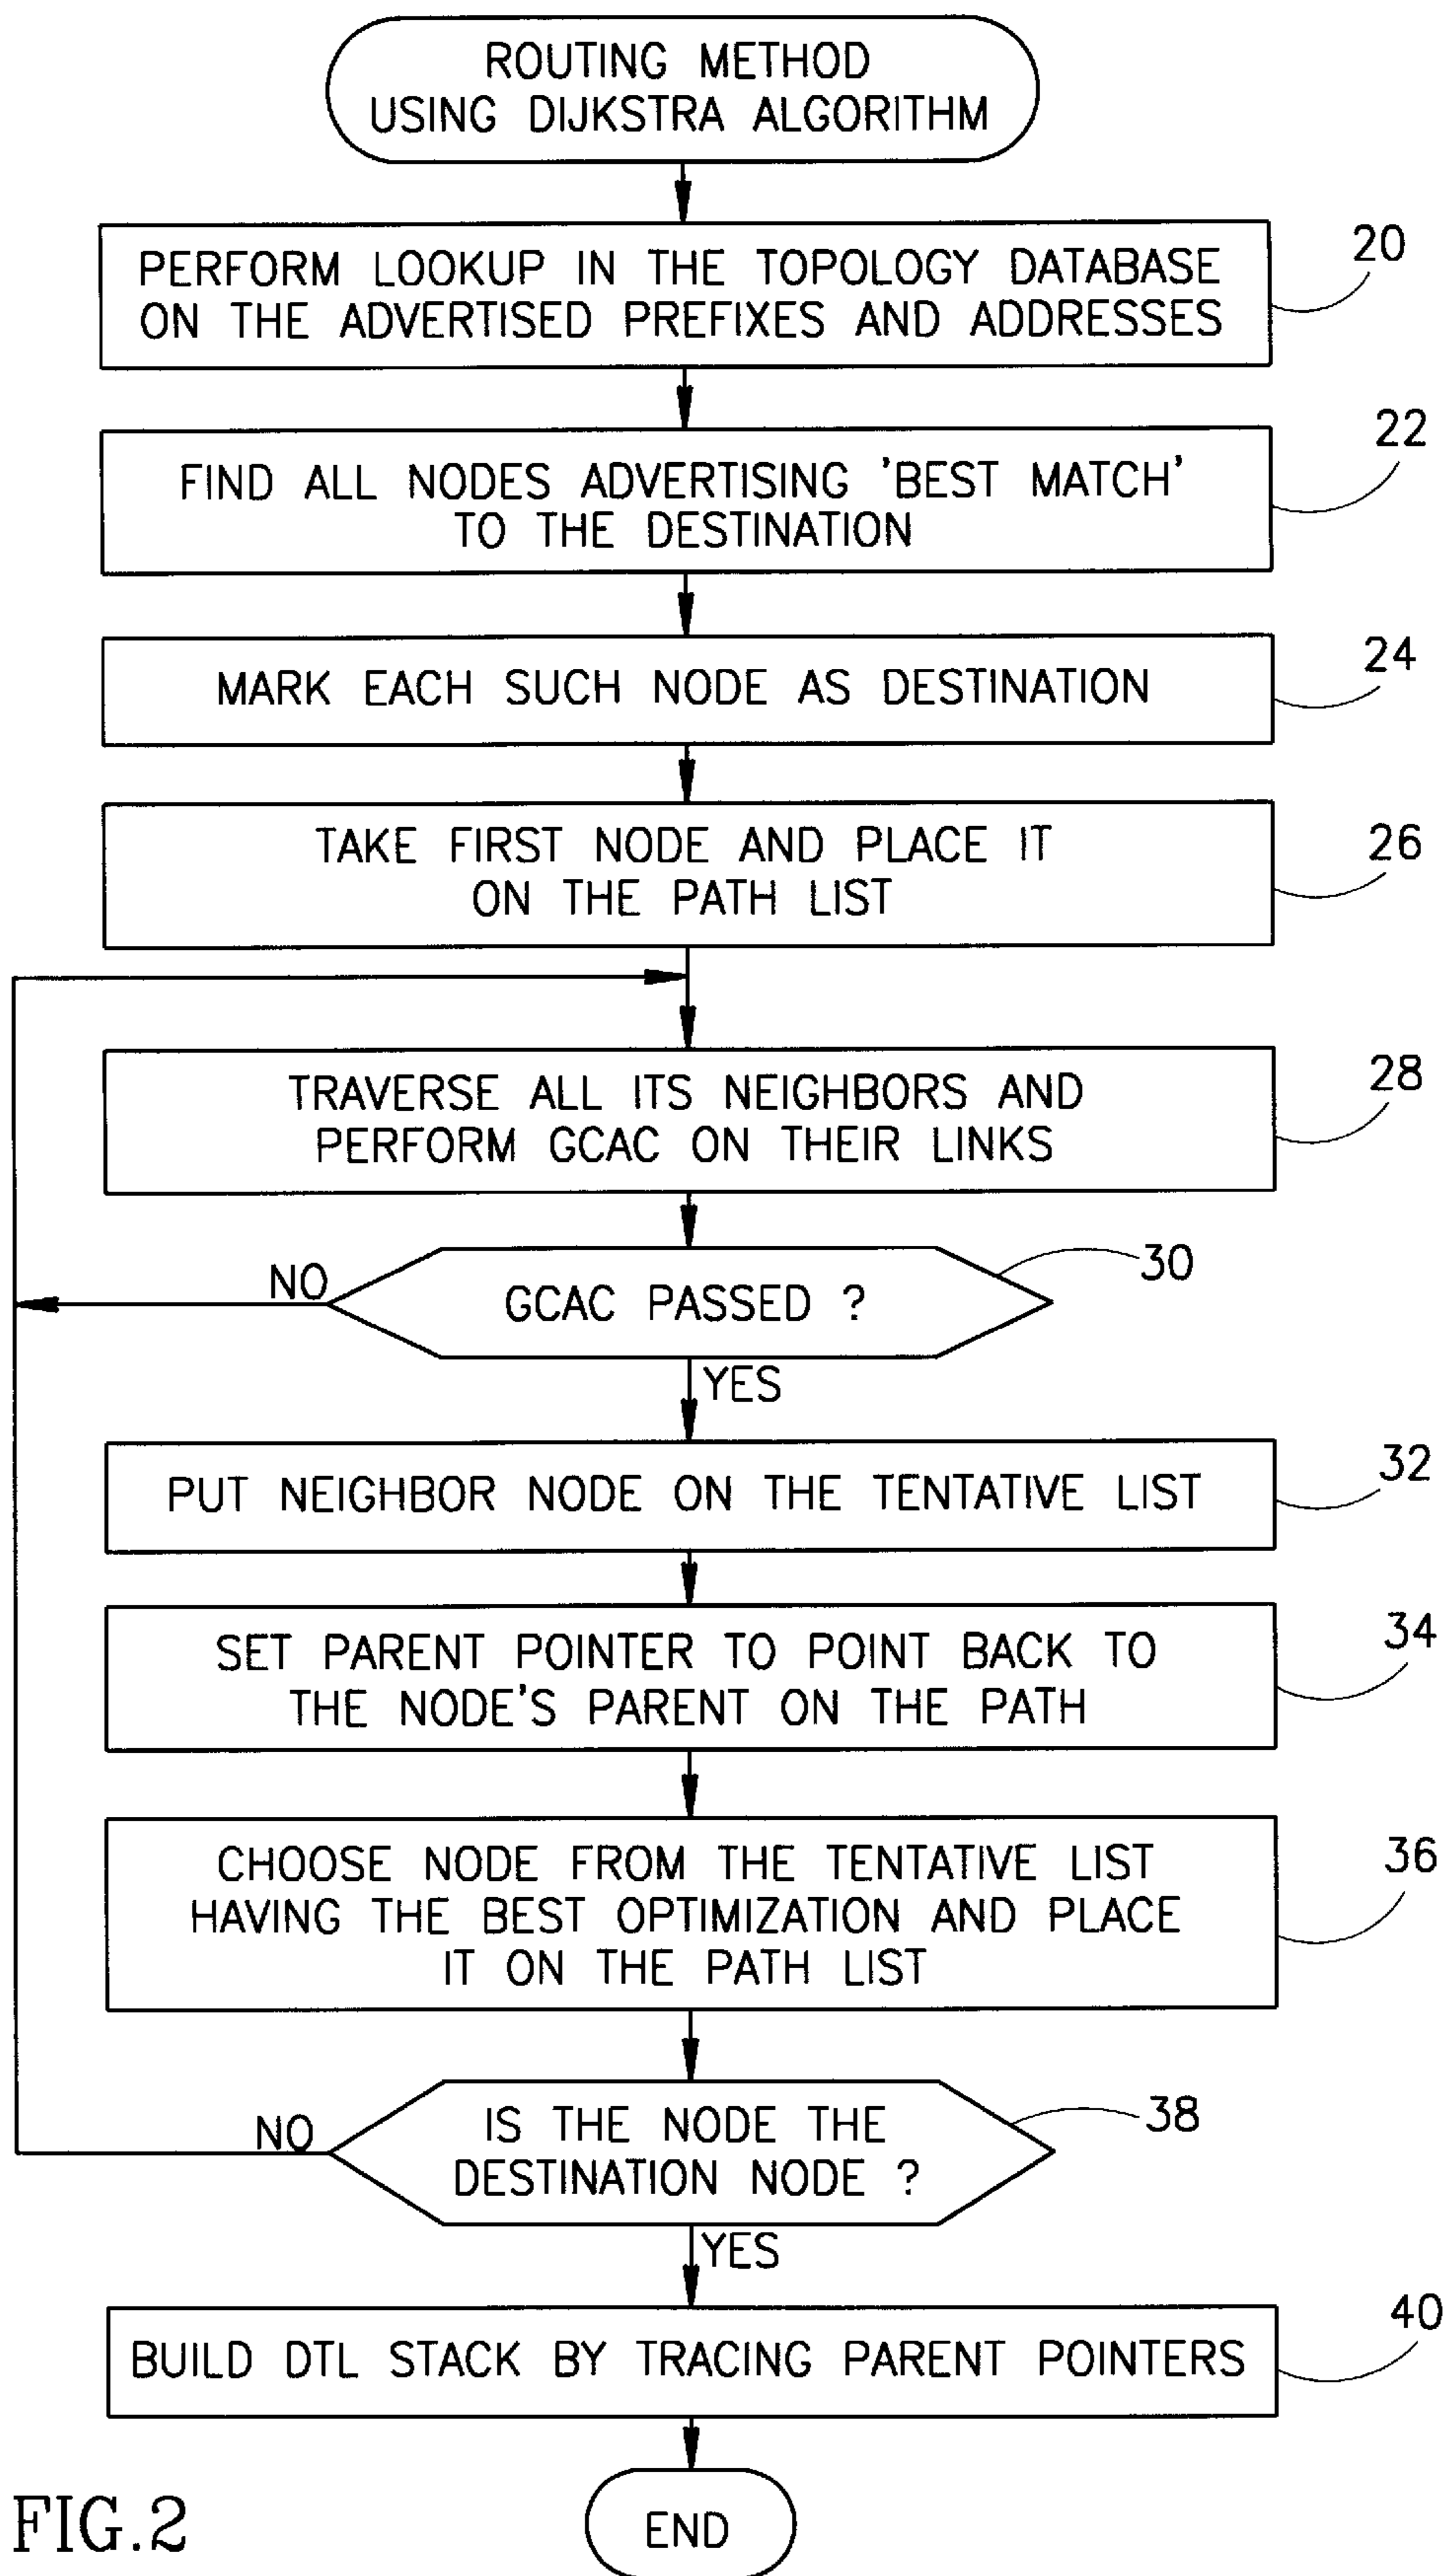 ROUTING METHOD
USING DIJKSTRA ALGORITHM
PERFORM LOOKUP IN THE TOPOLOGY DATABASE
ON THE ADVERTISED PREFIXES AND ADDRESSES
20
FIND ALL NODES ADVERTISING 'BEST MATCH'
TO THE DESTINATION
22
MARK EACH SUCH NODE AS DESTINATION
24
TAKE FIRST NODE AND PLACE IT
ON THE PATH LIST
26
TRAVERSE ALL ITS NEIGHBORS AND
PERFORM GCAC ON THEIR LINKS
28
GCAC PASSED ?
30
NO
YES
PUT NEIGHBOR NODE ON THE TENTATIVE LIST
32
SET PARENT POINTER TO POINT BACK TO
THE NODE'S PARENT ON THE PATH
34
CHOOSE NODE FROM THE TENTATIVE LIST
HAVING THE BEST OPTIMIZATION AND PLACE
IT ON THE PATH LIST
36
IS THE NODE THE
DESTINATION NODE ?
38
NO
YES
BUILD DTL STACK BY TRACING PARENT POINTERS
40
END
FIG.2